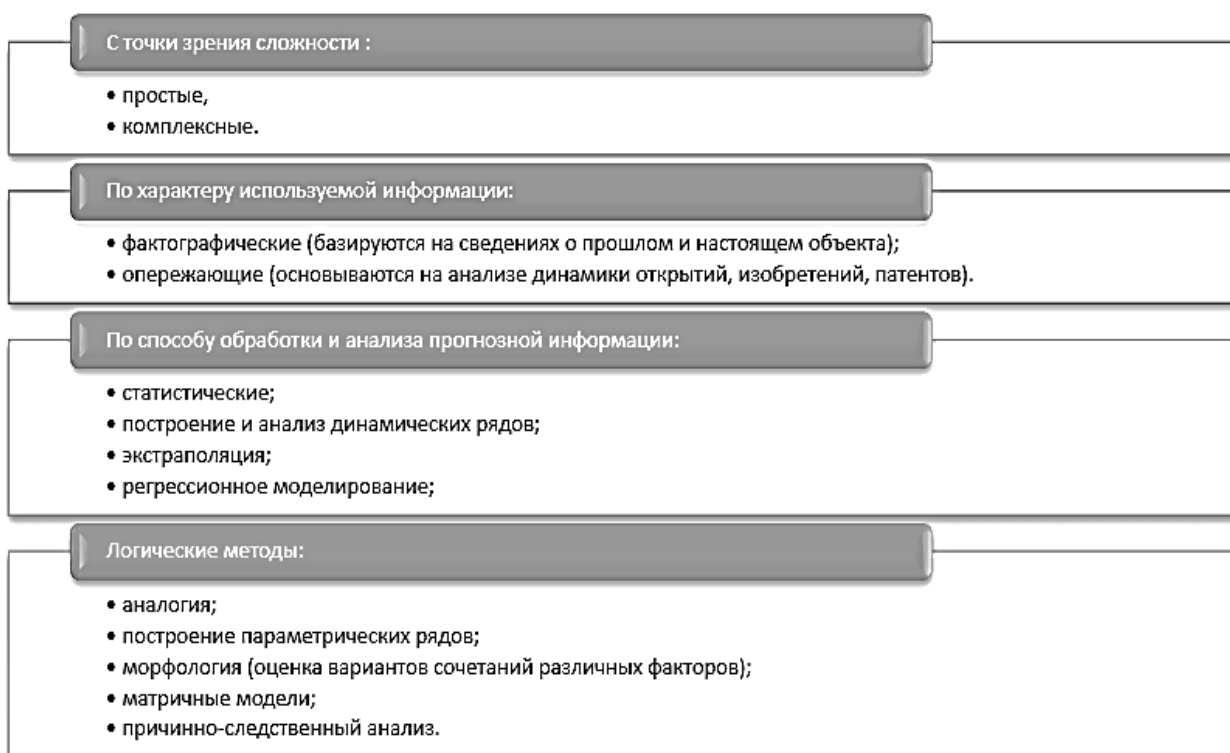 С точки зрения сложности :
• простые,
• комплексные.
По характеру используемой информации:
• фактографические (базируются на сведениях о прошлом и настоящем объекта);
• опережающие (основываются на анализе динамики открытий, изобретений, патентов).
По способу обработки и анализа прогнозной информации:
• статистические;
• построение и анализ динамических рядов;
• экстраполяция;
• регрессионное моделирование;
Логические методы:
• аналогия;
• построение параметрических рядов;
• морфология (оценка вариантов сочетаний различных факторов);
• матричные модели;
• причинно-следственный анализ.